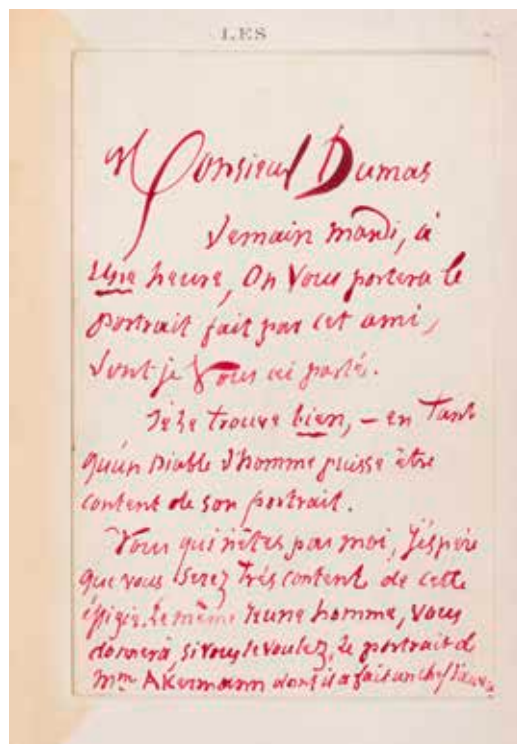 LES
Monsieur Dumas
Demain mardi, à
Une heure, On Vous portera le
portrait fait par cet ami,
dont je Vous ai parlé.
Je le trouve bien, – en Tant
qu'un Diable d'homme puisse être
content de son portrait.
Vous qui n'êtes pas moi, j'éspère
que vous serez très content de cette
éfigie. Le même Jeune homme, vous
donnera, si vous le voulez, le portrait de
Mme AKermann dont il a fait un chef d'œuvre